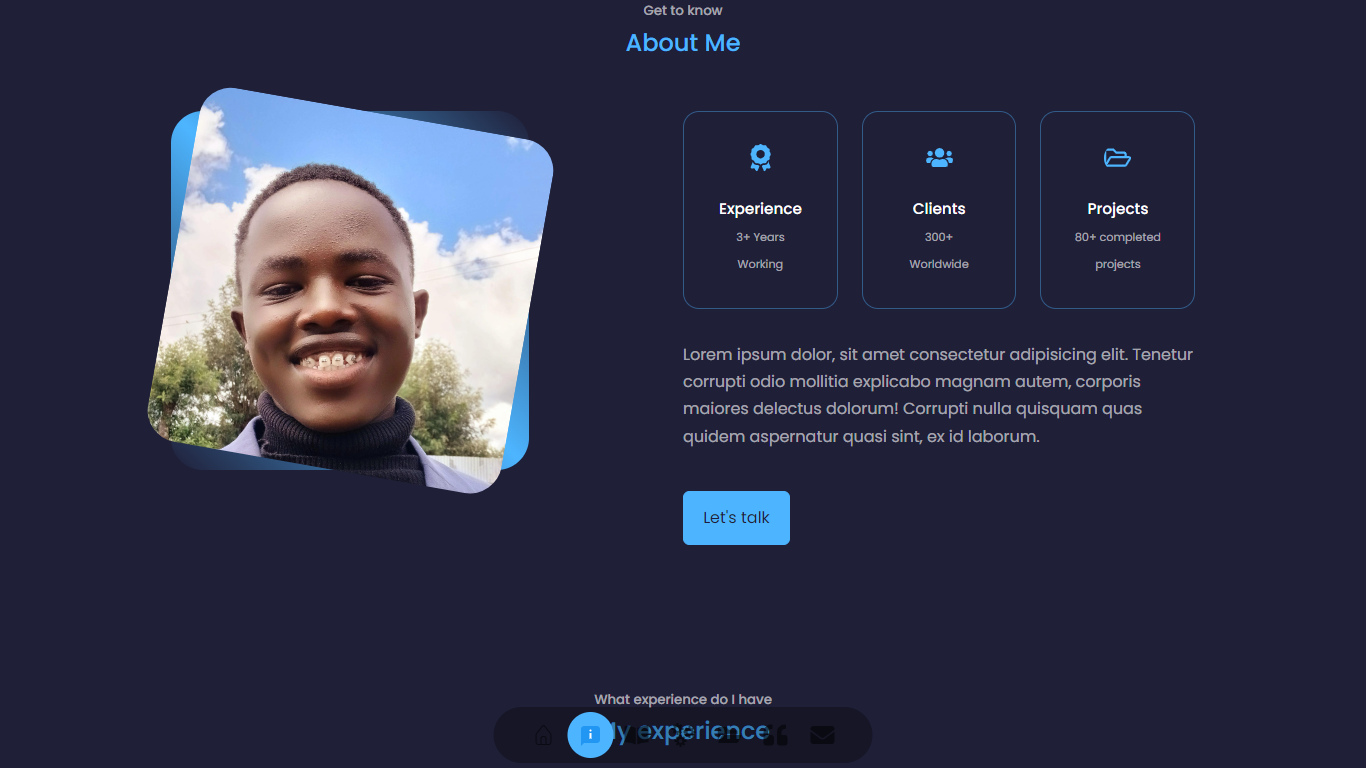 Get to know
About Me
Experience
3+ Years
Working
Clients
300+
Worldwide
Projects
80+ completed
projects
Lorem ipsum dolor, sit amet consectetur adipisicing elit. Tenetur
corrupti odio mollitia explicabo magnam autem, corporis
maiores delectus dolorum! Corrupti nulla quisquam quas
quidem aspernatur quasi sint, ex id laborum.
Let's talk
What experience do I have
My experience